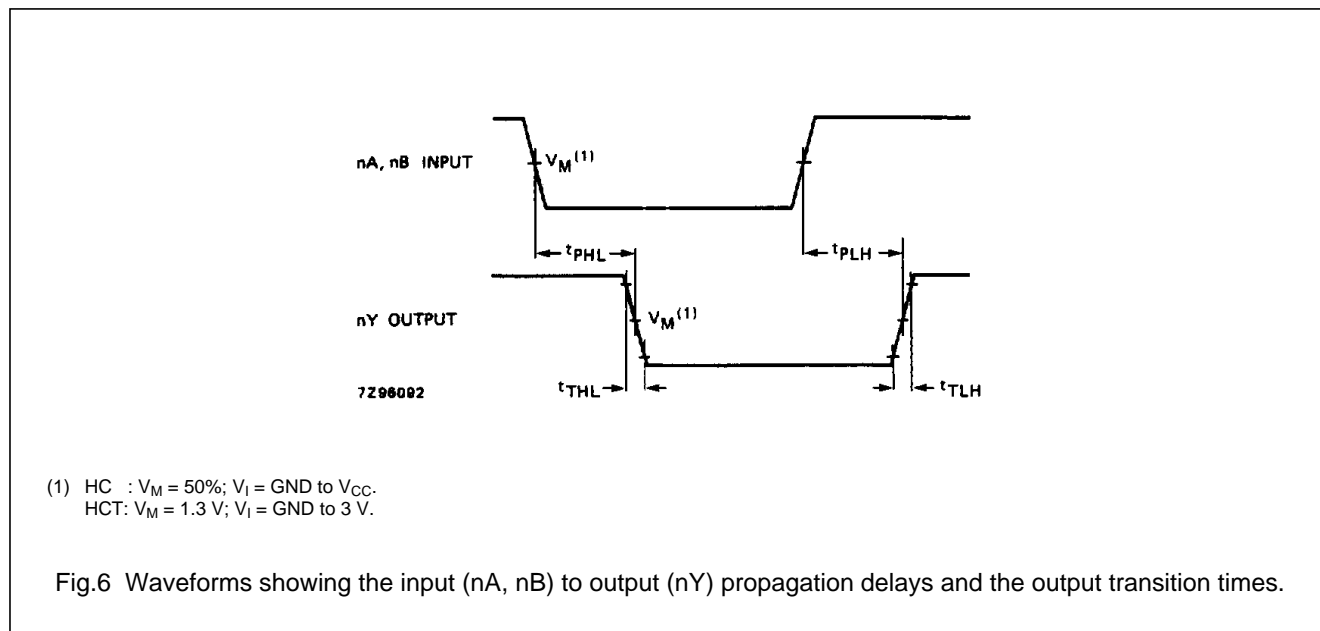 nA, nB INPUT
VM(1)
tPHL
tPLH
nY OUTPUT
VM(1)
7Z96092
tTHL
tTLH
(1) HC : VM = 50%; VI = GND to VCC.
HCT: VM = 1.3 V; VI = GND to 3 V.
Fig.6 Waveforms showing the input (nA, nB) to output (nY) propagation delays and the output transition times.